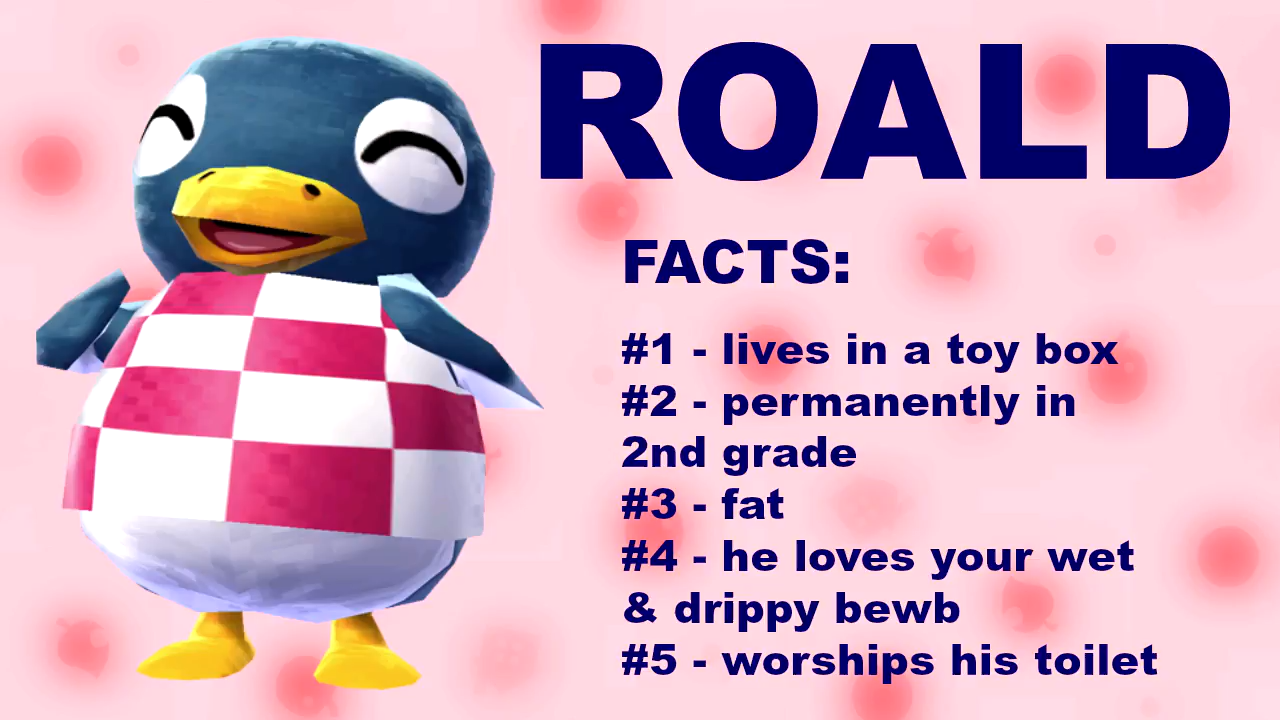 ROALD
FACTS:
#1 - lives in a toy box
#2 - permanently in
2nd grade
#3 - fat
#4 - he loves your wet
& drippy bewb
#5 - worships his toilet